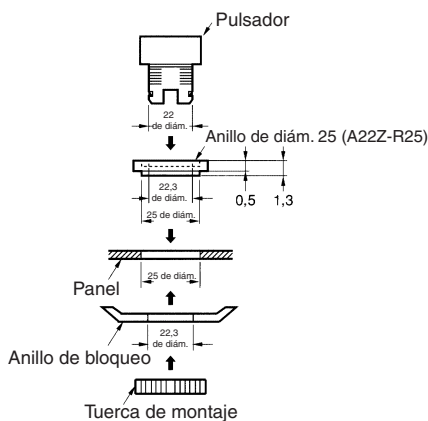 Pulsador
22
de diám.
Anillo de diám. 25 (A22Z-R25)
22,3
de diám.
0,5
1,3
25 de diám.
25 de diám.
Panel
22,3
de diám.
Anillo de bloqueo
Tuerca de montaje